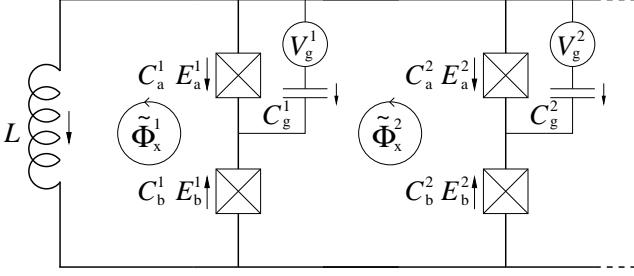 V_g^1 V_g^2
C_a^1 E_a^1 C_a^2 E_a^2
C_g^1 C_g^2
L Φ̃_x^1 Φ̃_x^2
C_b^1 E_b^1 C_b^2 E_b^2